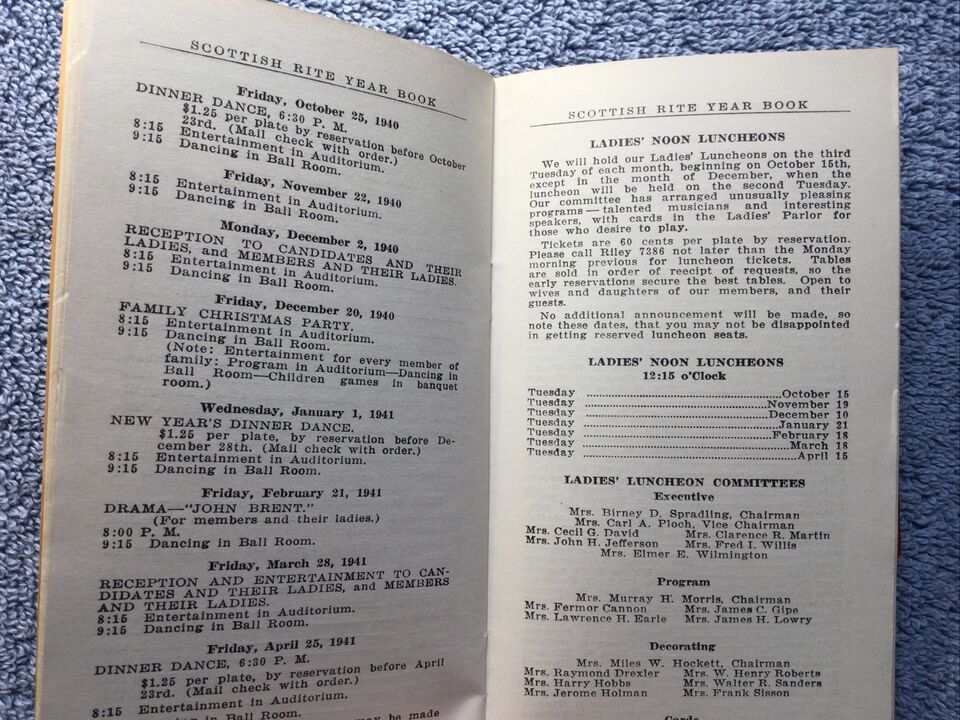 SCOTTISH RITE YEAR BOOK
Friday, October 25, 1940
DINNER DANCE, 6:30 P. M.
$1.25 per plate by reservation before October
23rd. (Mail check with order.)
8:15 Entertainment in Auditorium.
9:15 Dancing in Ball Room.
Friday, November 22, 1940
8:15 Entertainment in Auditorium.
9:15 Dancing in Ball Room.
Monday, December 2, 1940
RECEPTION TO CANDIDATES AND THEIR
LADIES, and MEMBERS AND THEIR LADIES.
8:15 Entertainment in Auditorium.
9:15 Dancing in Ball Room.
Friday, December 20, 1940
FAMILY CHRISTMAS PARTY.
8:15 Entertainment in Auditorium.
9:15 Dancing in Ball Room.
(Note: Entertainment for every member of
family: Program in Auditorium—Dancing in
Ball Room—Children games in banquet
room.)
Wednesday, January 1, 1941
NEW YEAR'S DINNER DANCE.
$1.25 per plate, by reservation before De-
cember 28th. (Mail check with order.)
8:15 Entertainment in Auditorium.
9:15 Dancing in Ball Room.
Friday, February 21, 1941
DRAMA—"JOHN BRENT."
(For members and their ladies.)
8:00 P. M.
9:15 Dancing in Ball Room.
Friday, March 28, 1941
RECEPTION AND ENTERTAINMENT TO CAN-
DIDATES AND THEIR LADIES, and MEMBERS
AND THEIR LADIES.
8:15 Entertainment in Auditorium.
9:15 Dancing in Ball Room.
Friday, April 25, 1941
DINNER DANCE, 6:30 P. M.
$1.25 per plate, by reservation before April
23rd. (Mail check with order.)
8:15 Entertainment in Auditorium.
Dancing in Ball Room.
may be made
SCOTTISH RITE YEAR BOOK
LADIES' NOON LUNCHEONS
We will hold our Ladies' Luncheons on the third
Tuesday of each month, beginning on October 15th,
except in the month of December, when the
luncheon will be held on the second Tuesday.
Our committee has arranged unusually pleasing
programs—talented musicians and interesting
speakers, with cards in the Ladies' Parlor for
those who desire to play.
Tickets are 60 cents per plate by reservation.
Please call Riley 7386 not later than the Monday
morning previous for luncheon tickets. Tables
are sold in order of reecipt of requests, so the
early reservations secure the best tables. Open to
wives and daughters of our members, and their
guests.
No additional announcement will be made, so
note these dates, that you may not be disappointed
in getting reserved luncheon seats.
LADIES' NOON LUNCHEONS
12:15 o'Clock
Tuesday ........................................ October 15
Tuesday ........................................ November 19
Tuesday ........................................ December 10
Tuesday ........................................ January 21
Tuesday ........................................ February 18
Tuesday ........................................ March 18
Tuesday ........................................ April 15
LADIES' LUNCHEON COMMITTEES
Executive
Mrs. Birney D. Spradling, Chairman
Mrs. Carl A. Ploch, Vice Chairman
Mrs. Cecil G. David Mrs. Clarence R. Martin
Mrs. John H. Jefferson Mrs. Fred I. Willis
Mrs. Elmer E. Wilmington
Program
Mrs. Murray H. Morris, Chairman
Mrs. Fermor Cannon Mrs. James C. Gipe
Mrs. Lawrence H. Earle Mrs. James H. Lowry
Decorating
Mrs. Miles W. Hockett, Chairman
Mrs. Raymond Drexler Mrs. W. Henry Roberts
Mrs. Harry Hobbs Mrs. Walter R. Sanders
Mrs. Jerome Holman Mrs. Frank Sisson
Cards